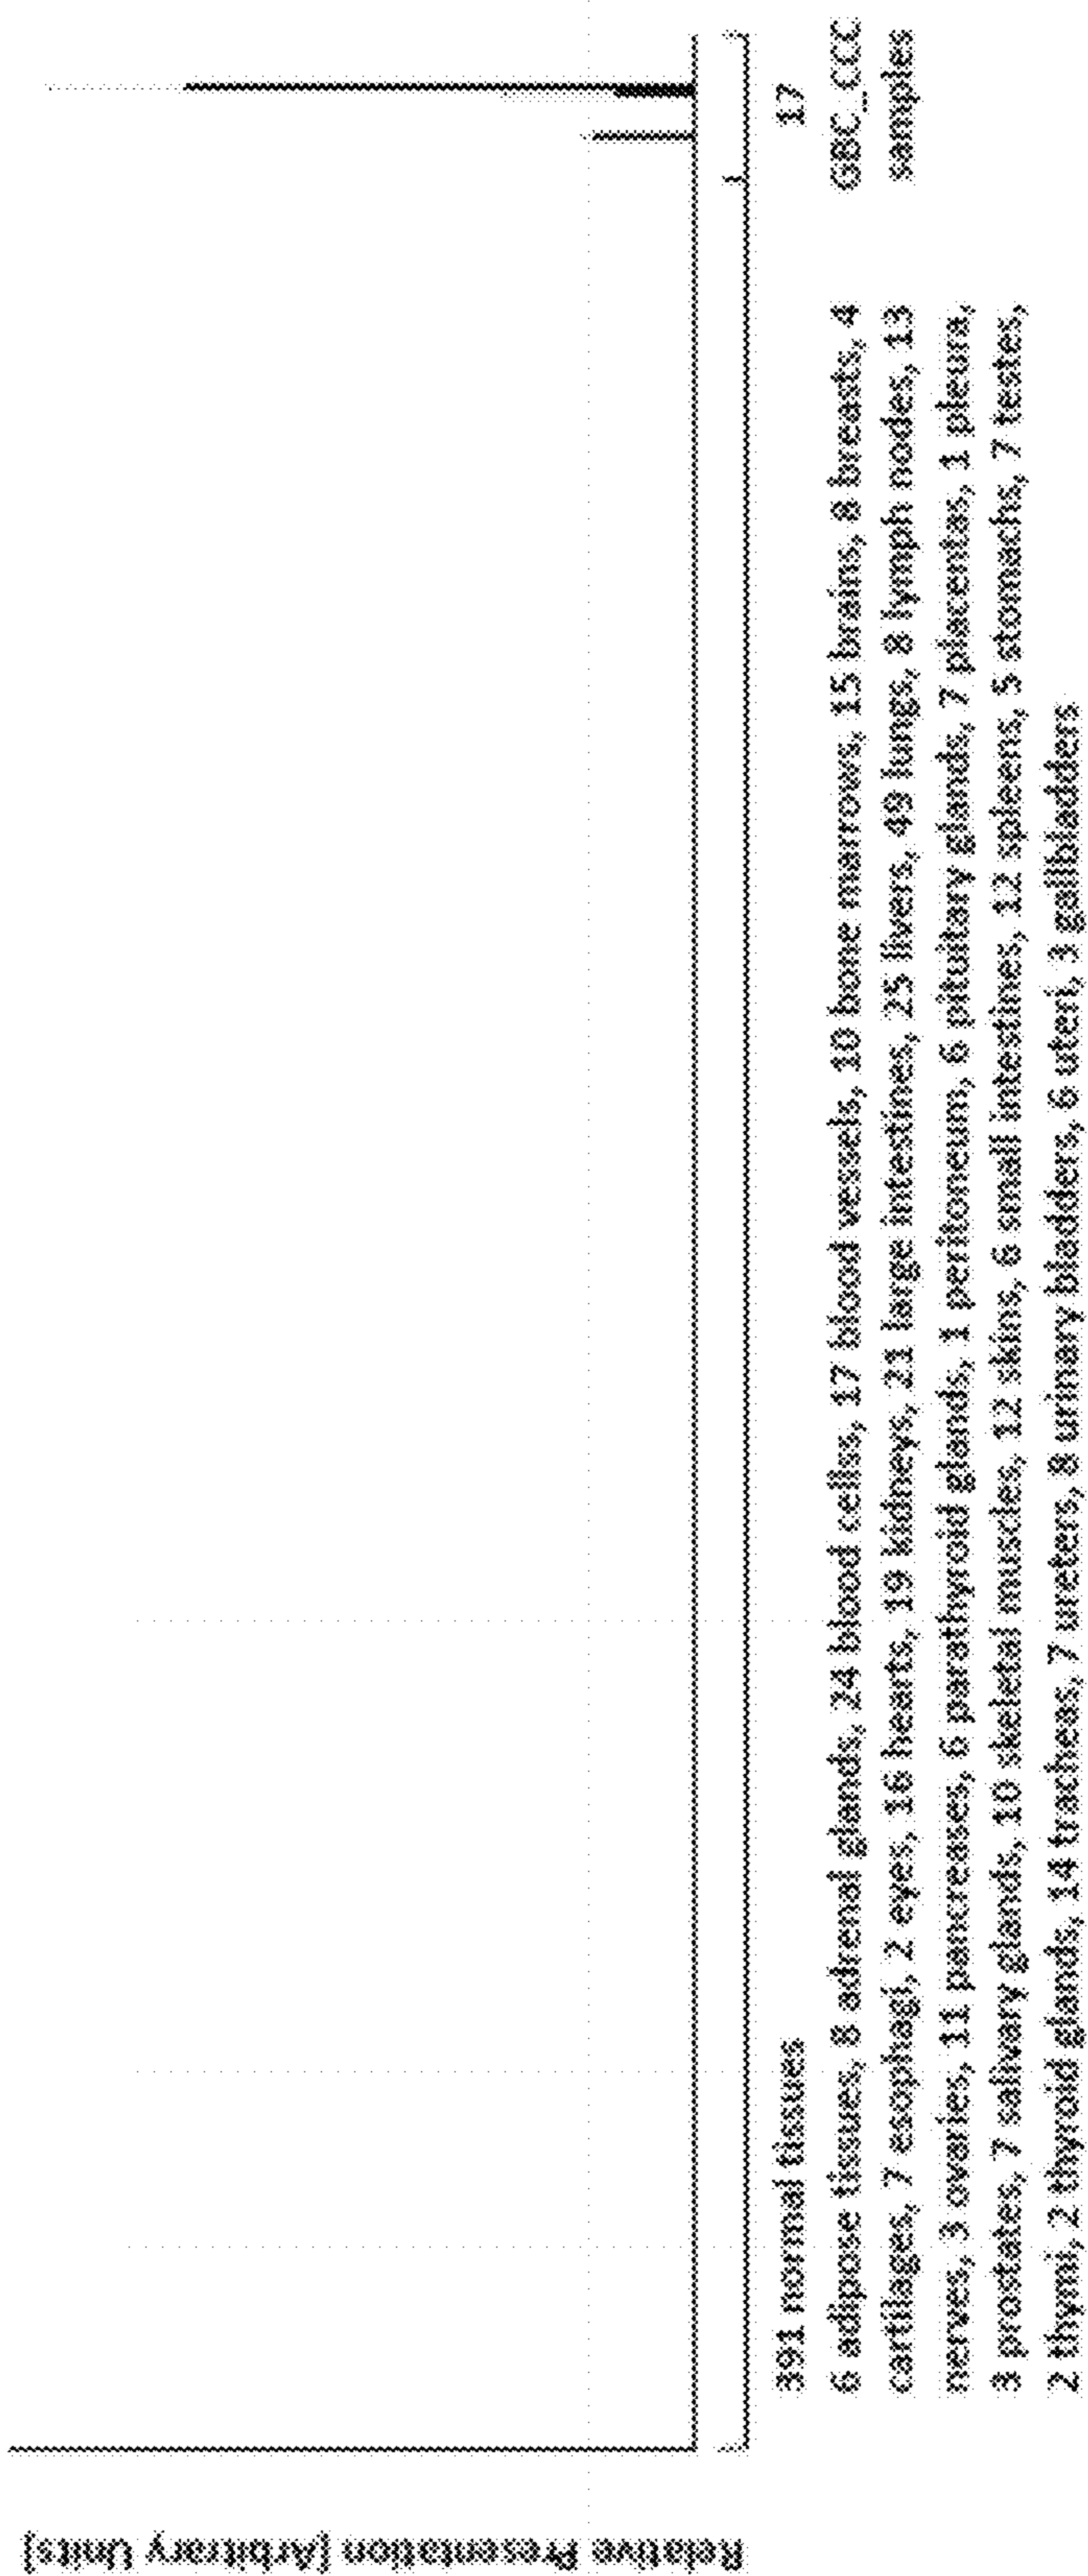 Relative Presentation [Arbitrary Units]
391 normal tissues
6 adipose tissues, 8 adrenal glands, 24 blood cellss, 17 blood vessels, 10 bone marrows, 15 brains, 8 breasts, 4
cartilages, 7 esophagi, 2 eyes, 16 hearts, 19 kidneys, 21 large intestines, 25 livers, 49 lungs, 8 lymph nodes, 13
nerves, 3 ovaries, 11 pancreases, 6 parathyroid glands, 1 peritoneum, 6 pituitary glands, 7 placentas, 1 pleura,
3 prostates, 7 salivary glands, 10 skeletal muscles, 12 skins, 6 small intestines, 12 spleens, 5 stomachs, 7 testes,
2 thymi, 2 thyroid glands, 14 tracheas, 7 ureters, 8 urinary bladders, 6 uteri, 3 gallbladders
17
GBC_CCC
samples